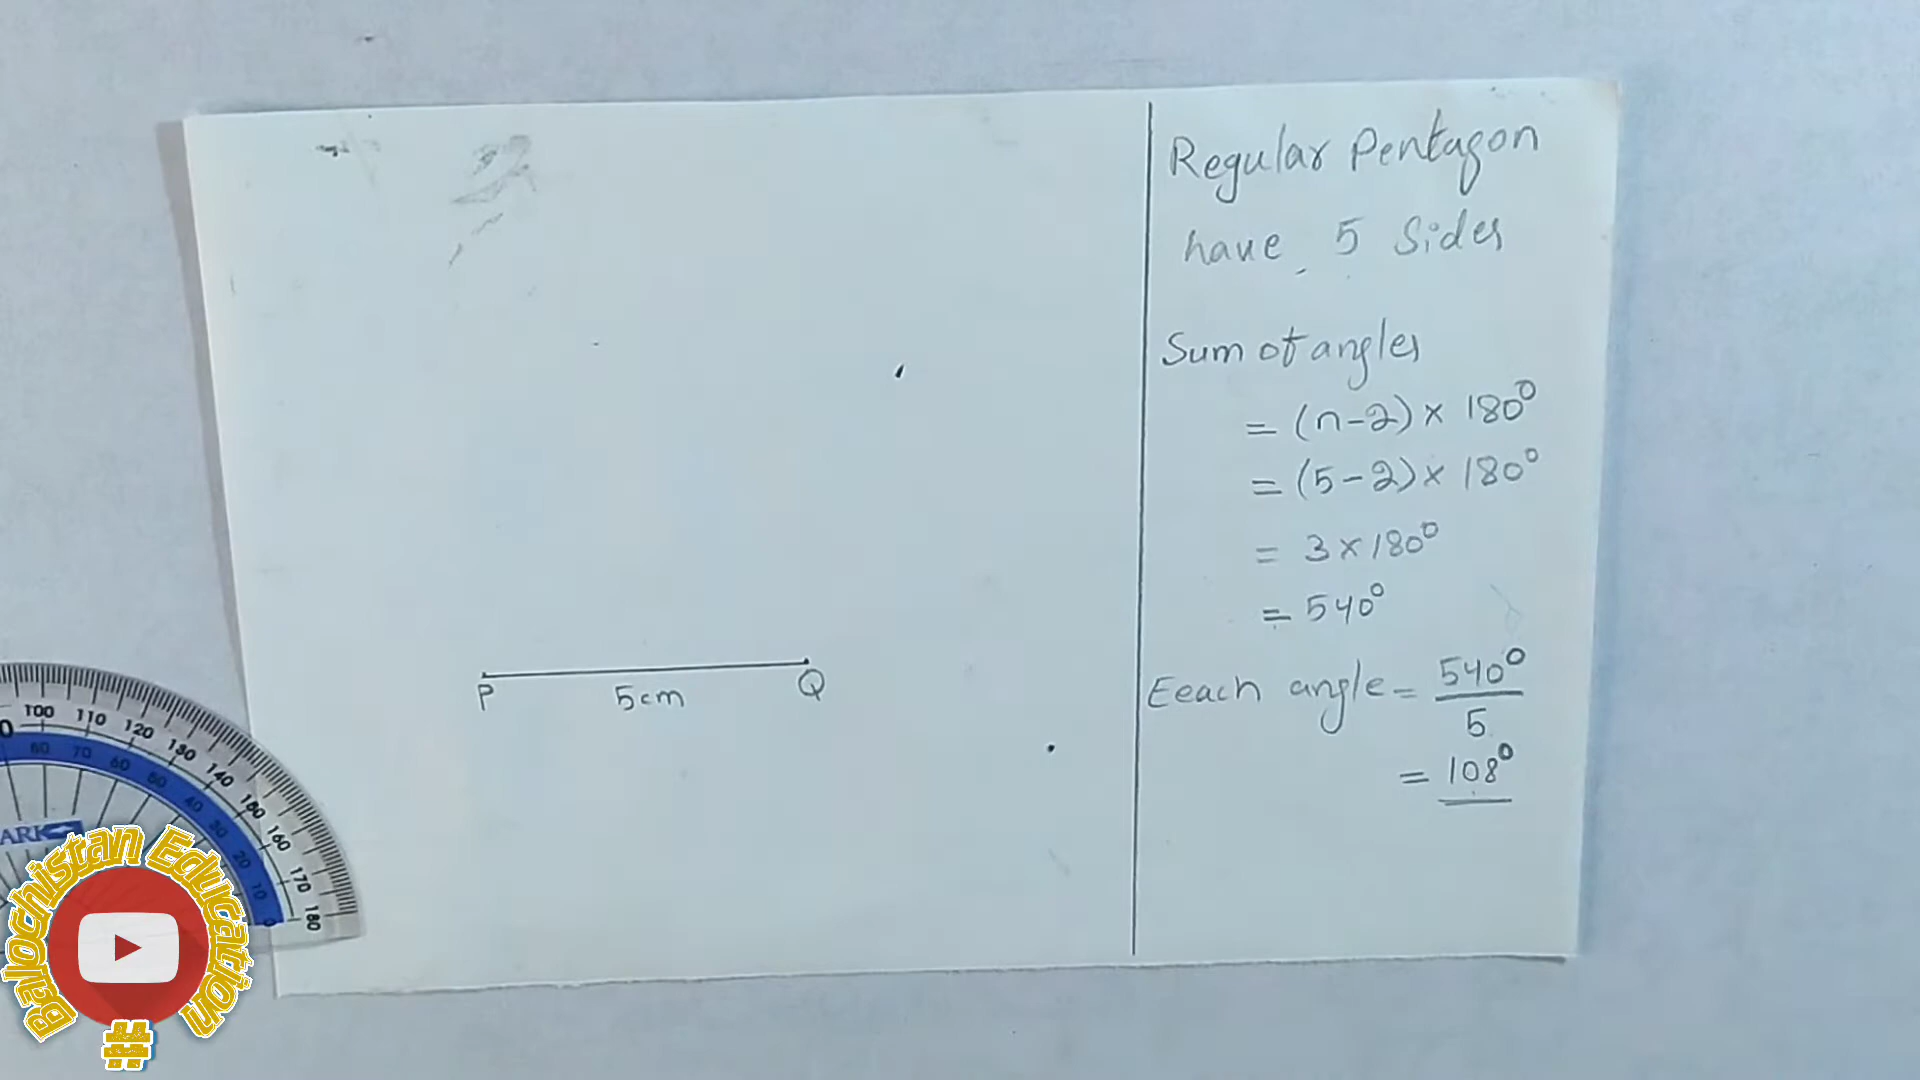 Regular Pentagon
have 5 Sides
Sum of angles
= (n-2) × 180°
= (5-2) × 180°
= 3 × 180°
= 540°
Eeach angle = 540°
5
= 108°
P 5cm Q
100 110 120 130 140 150 160 170 180
80 70 60 50 40 30 20 10 0
ARK
Balochistan Education
#